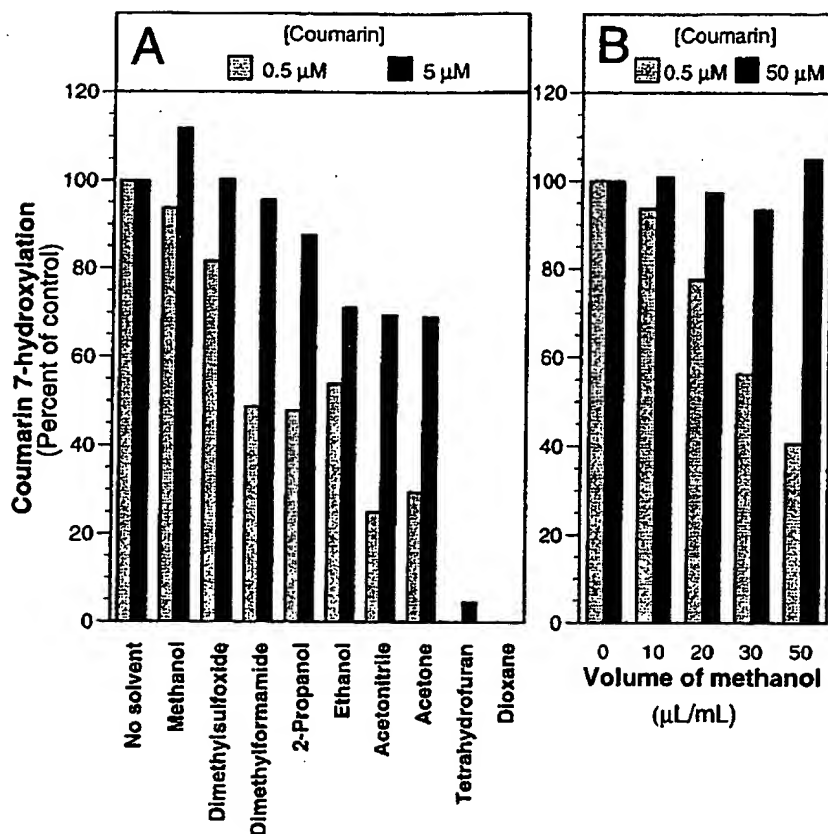 A
[Coumarin]
0.5 μM
5 μM
B
[Coumarin]
0.5 μM
50 μM
Coumarin 7-hydroxylation
(Percent of control)
120
100
80
60
40
20
0
No solvent
Methanol
Dimethylsulfoxide
Dimethylformamide
2-Propanol
Ethanol
Acetonitrile
Acetone
Tetrahydrofuran
Dioxane
120
100
80
60
40
20
0
0 10 20 30 50
Volume of methanol
(μL/mL)